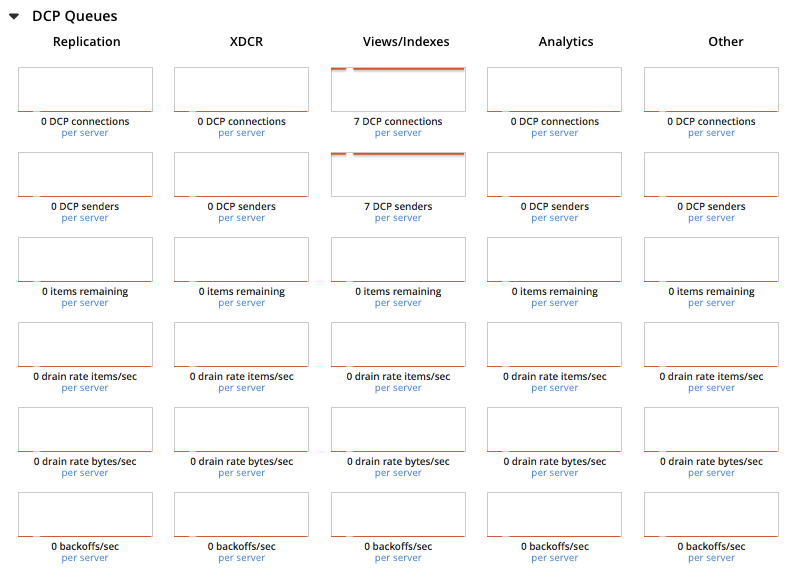 DCP Queues
Replication XDCR Views/Indexes Analytics Other
0 DCP connections 0 DCP connections 7 DCP connections 0 DCP connections 0 DCP connections
per server per server per server per server per server
0 DCP senders 0 DCP senders 7 DCP senders 0 DCP senders 0 DCP senders
per server per server per server per server per server
0 items remaining 0 items remaining 0 items remaining 0 items remaining 0 items remaining
per server per server per server per server per server
0 drain rate items/sec 0 drain rate items/sec 0 drain rate items/sec 0 drain rate items/sec 0 drain rate items/sec
per server per server per server per server per server
0 drain rate bytes/sec 0 drain rate bytes/sec 0 drain rate bytes/sec 0 drain rate bytes/sec 0 drain rate bytes/sec
per server per server per server per server per server
0 backoffs/sec 0 backoffs/sec 0 backoffs/sec 0 backoffs/sec 0 backoffs/sec
per server per server per server per server per server